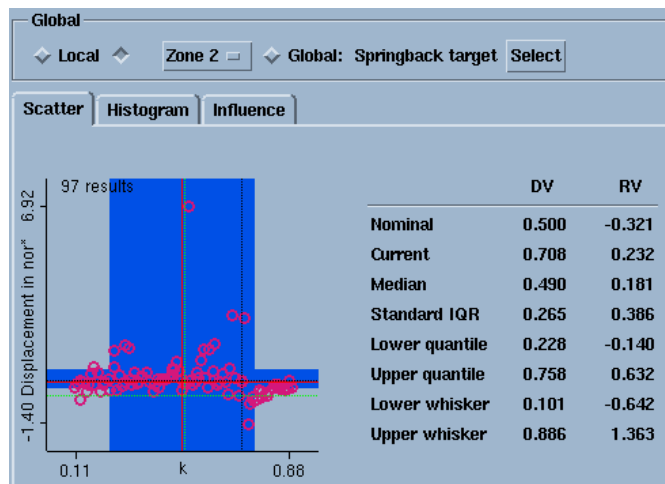 Global
Local Zone 2 Global: Springback target Select
Scatter Histogram Influence
97 results
6.92
-1.40 Displacement in nor*
0.11 k 0.88
DV RV
Nominal 0.500 -0.321
Current 0.708 0.232
Median 0.490 0.181
Standard IQR 0.265 0.386
Lower quantile 0.228 -0.140
Upper quantile 0.758 0.632
Lower whisker 0.101 -0.642
Upper whisker 0.886 1.363